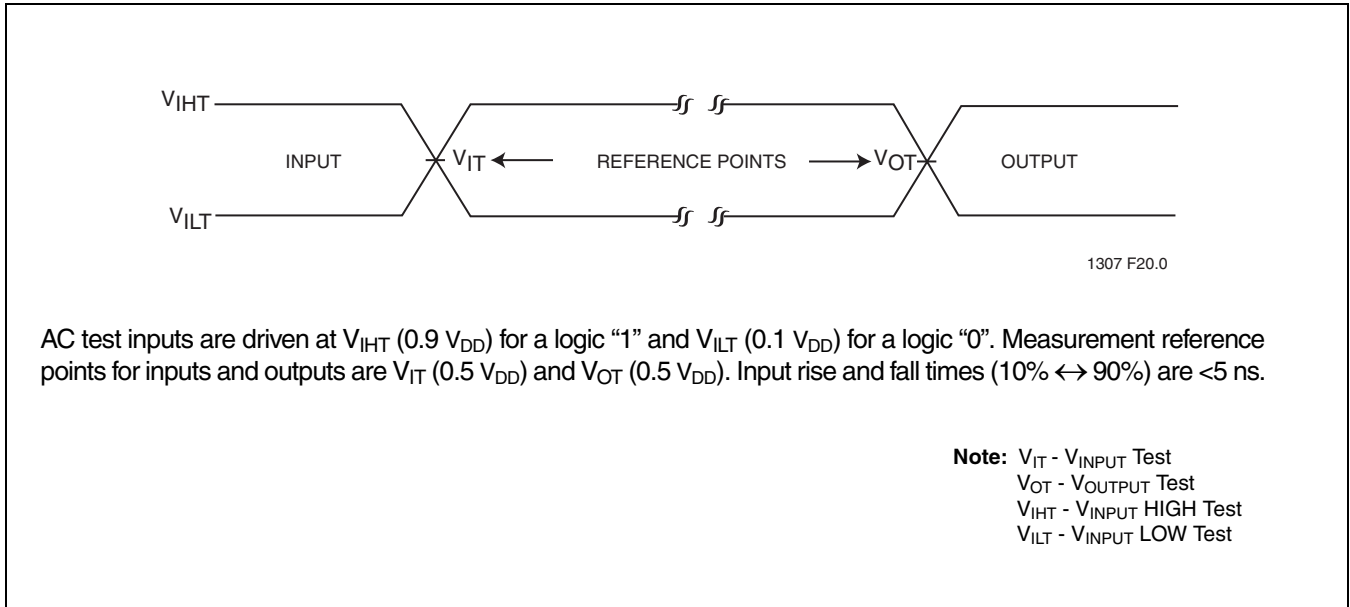 VIHT
INPUT VIT REFERENCE POINTS VOT OUTPUT
VILT
1307 F20.0
AC test inputs are driven at VIHT (0.9 VDD) for a logic “1” and VILT (0.1 VDD) for a logic “0”. Measurement reference
points for inputs and outputs are VIT (0.5 VDD) and VOT (0.5 VDD). Input rise and fall times (10% ↔ 90%) are <5 ns.
Note: VIT - VINPUT Test
VOT - VOUTPUT Test
VIHT - VINPUT HIGH Test
VILT - VINPUT LOW Test